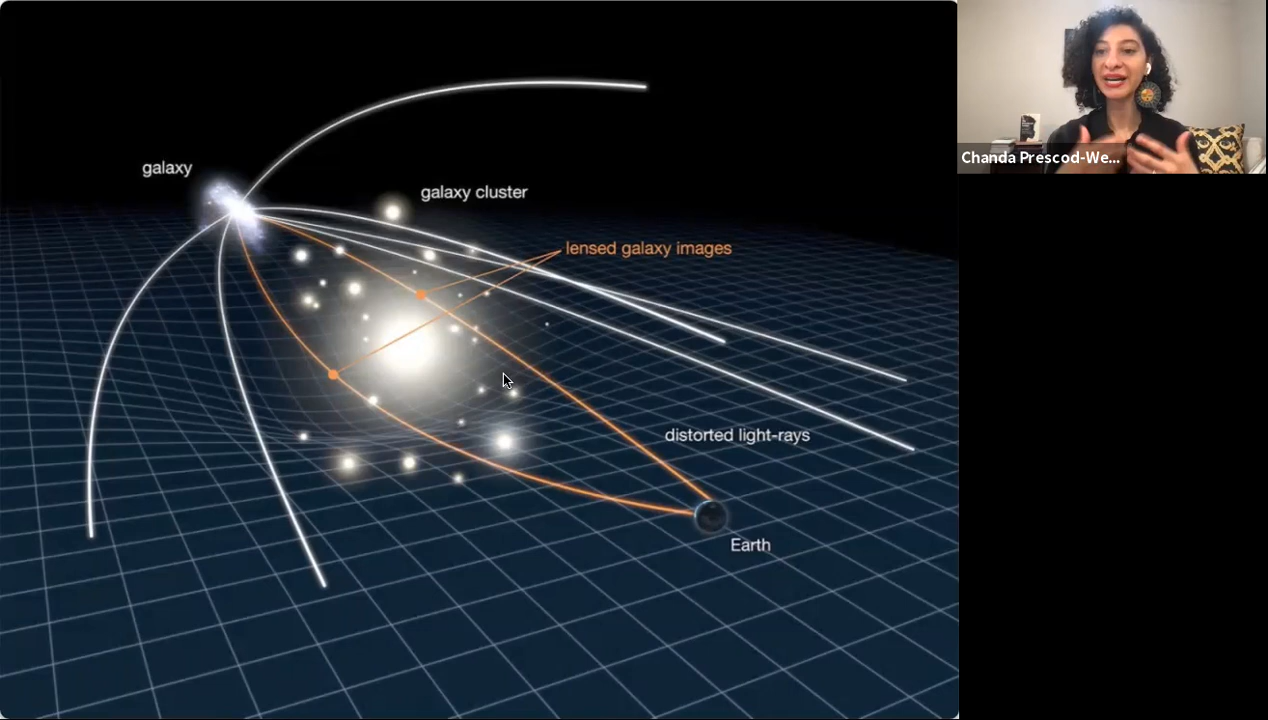 galaxy
galaxy cluster
lensed galaxy images
distorted light-rays
Earth
Chanda Prescod-We...